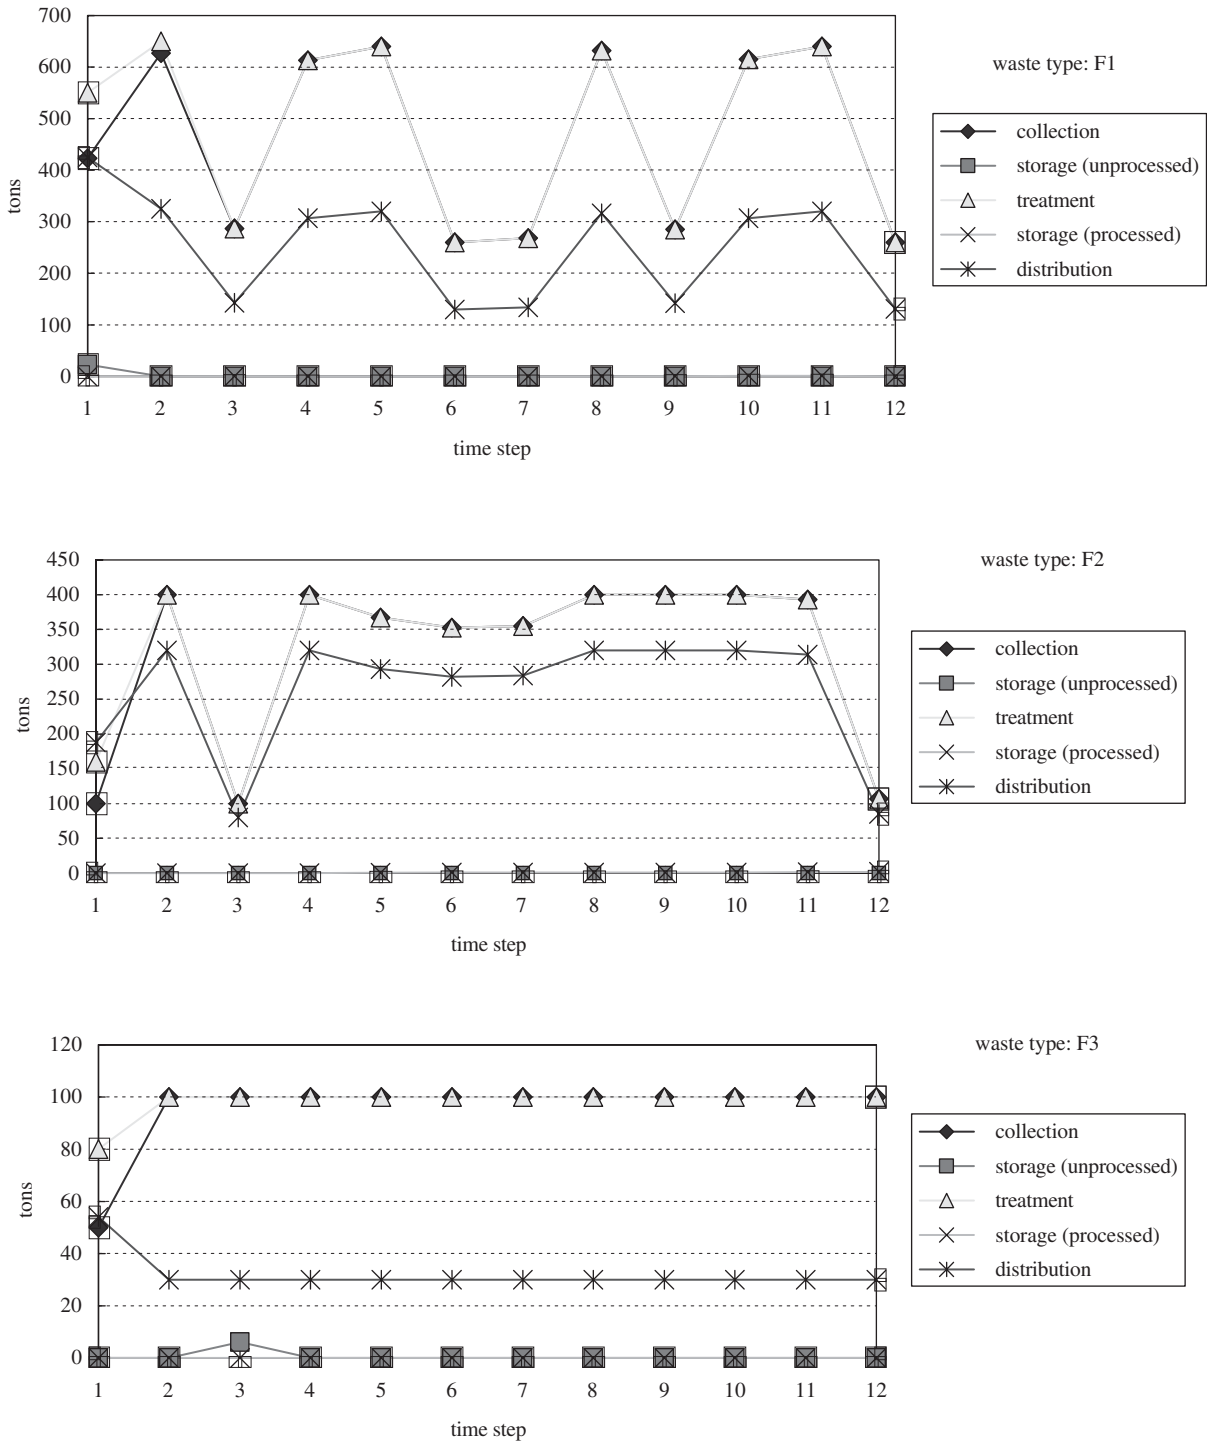 waste type: F1
700
600
500
400
300
200
100
0
tons
1 2 3 4 5 6 7 8 9 10 11 12
time step
collection
storage (unprocessed)
treatment
storage (processed)
distribution
waste type: F2
450
400
350
300
250
200
150
100
50
0
tons
1 2 3 4 5 6 7 8 9 10 11 12
time step
collection
storage (unprocessed)
treatment
storage (processed)
distribution
waste type: F3
120
100
80
60
40
20
0
tons
1 2 3 4 5 6 7 8 9 10 11 12
time step
collection
storage (unprocessed)
treatment
storage (processed)
distribution